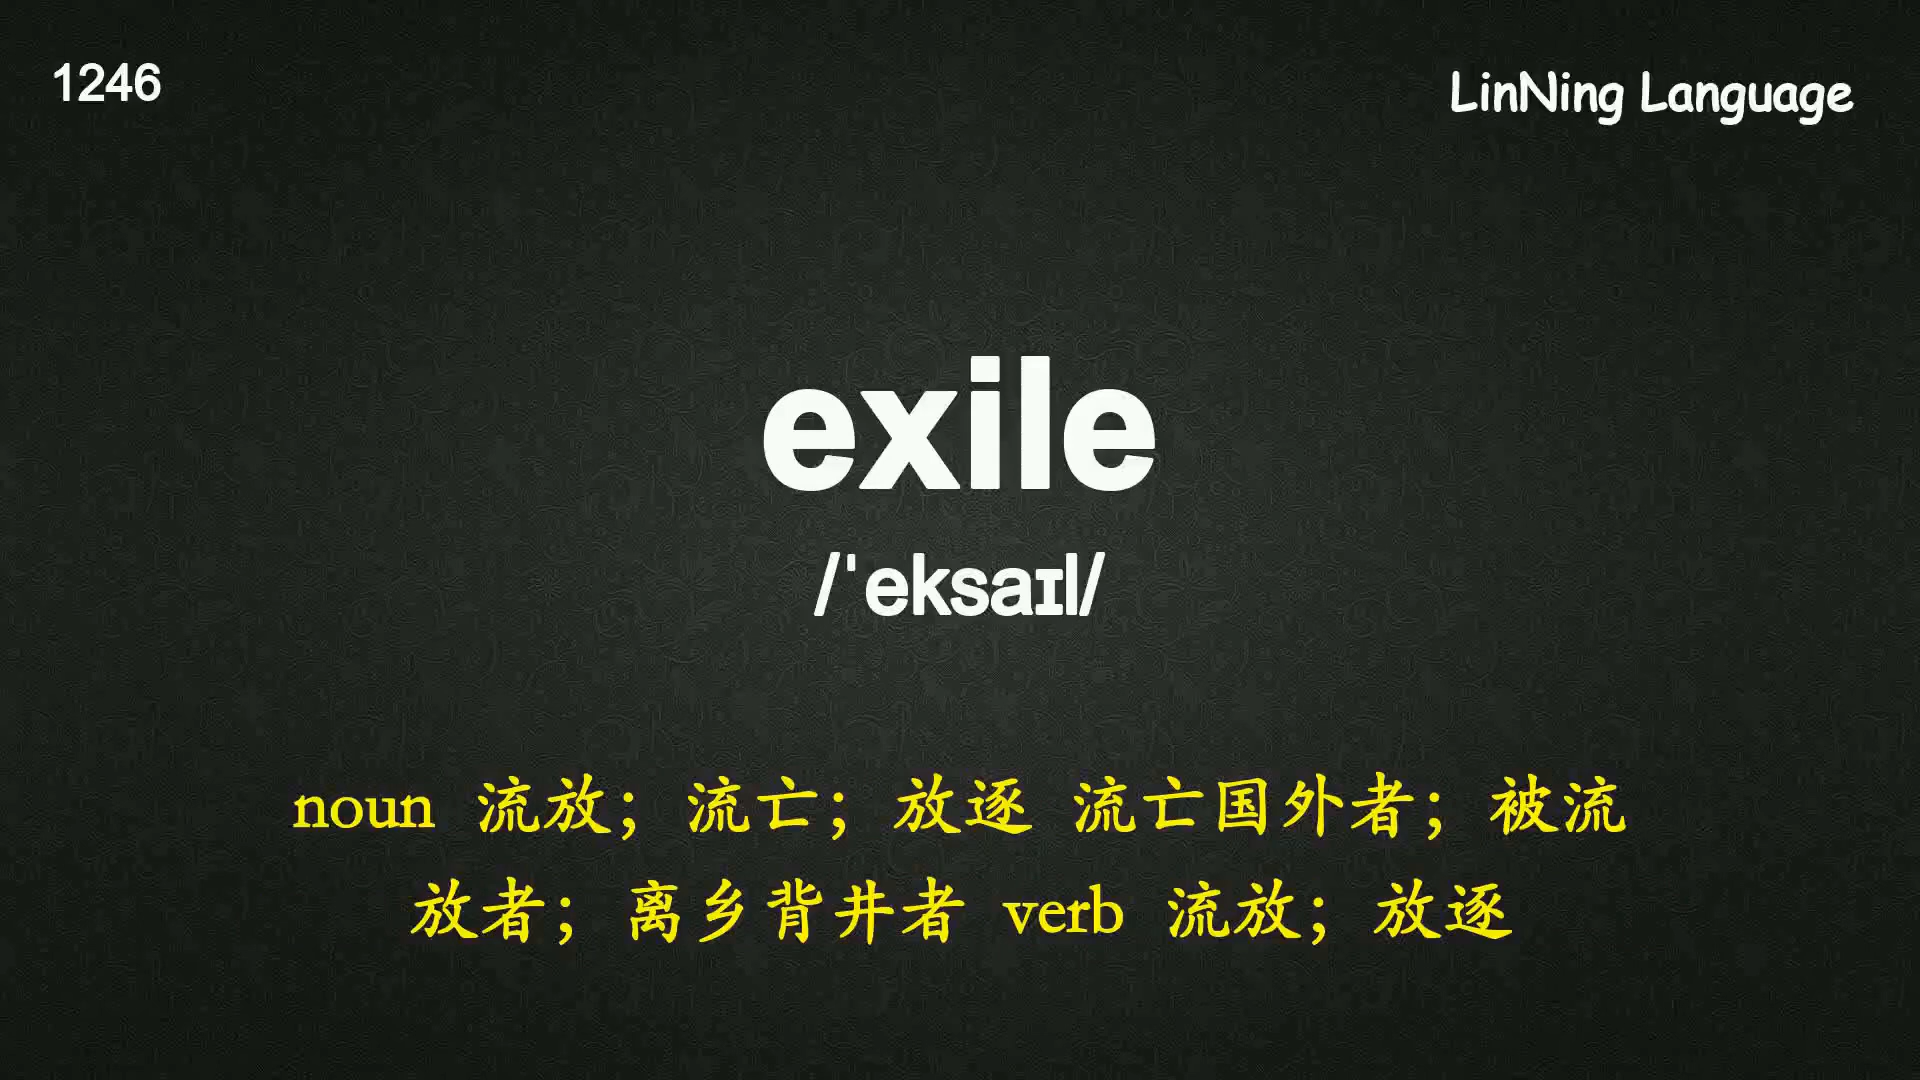 1246
LinNing Language
exile
/ˈeksaɪl/
noun 流放；流亡；放逐 流亡国外者；被流
放者；离乡背井者 verb 流放；放逐